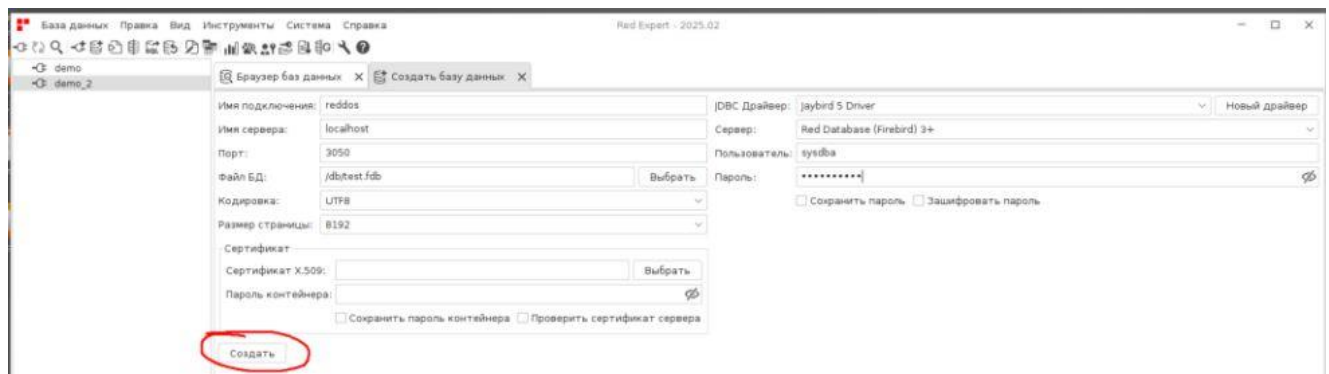 База данных Правка Вид Инструменты Система Справка Red Expert - 2025.02
demo
demo_2
Браузер баз данных Создать базу данных
Имя подключения: reddos JDBC Драйвер: Jaybird 5 Driver Новый драйвер
Имя сервера: localhost Сервер: Red Database (Firebird) 3+
Порт: 3050 Пользователь: sysdba
Файл БД: /db/test.fdb Выбрать Пароль: ••••••••••
Кодировка: UTF8 Сохранить пароль Зашифровать пароль
Размер страницы: 8192
Сертификат
Сертификат X.509: Выбрать
Пароль контейнера:
Сохранить пароль контейнера Проверить сертификат сервера
Создать